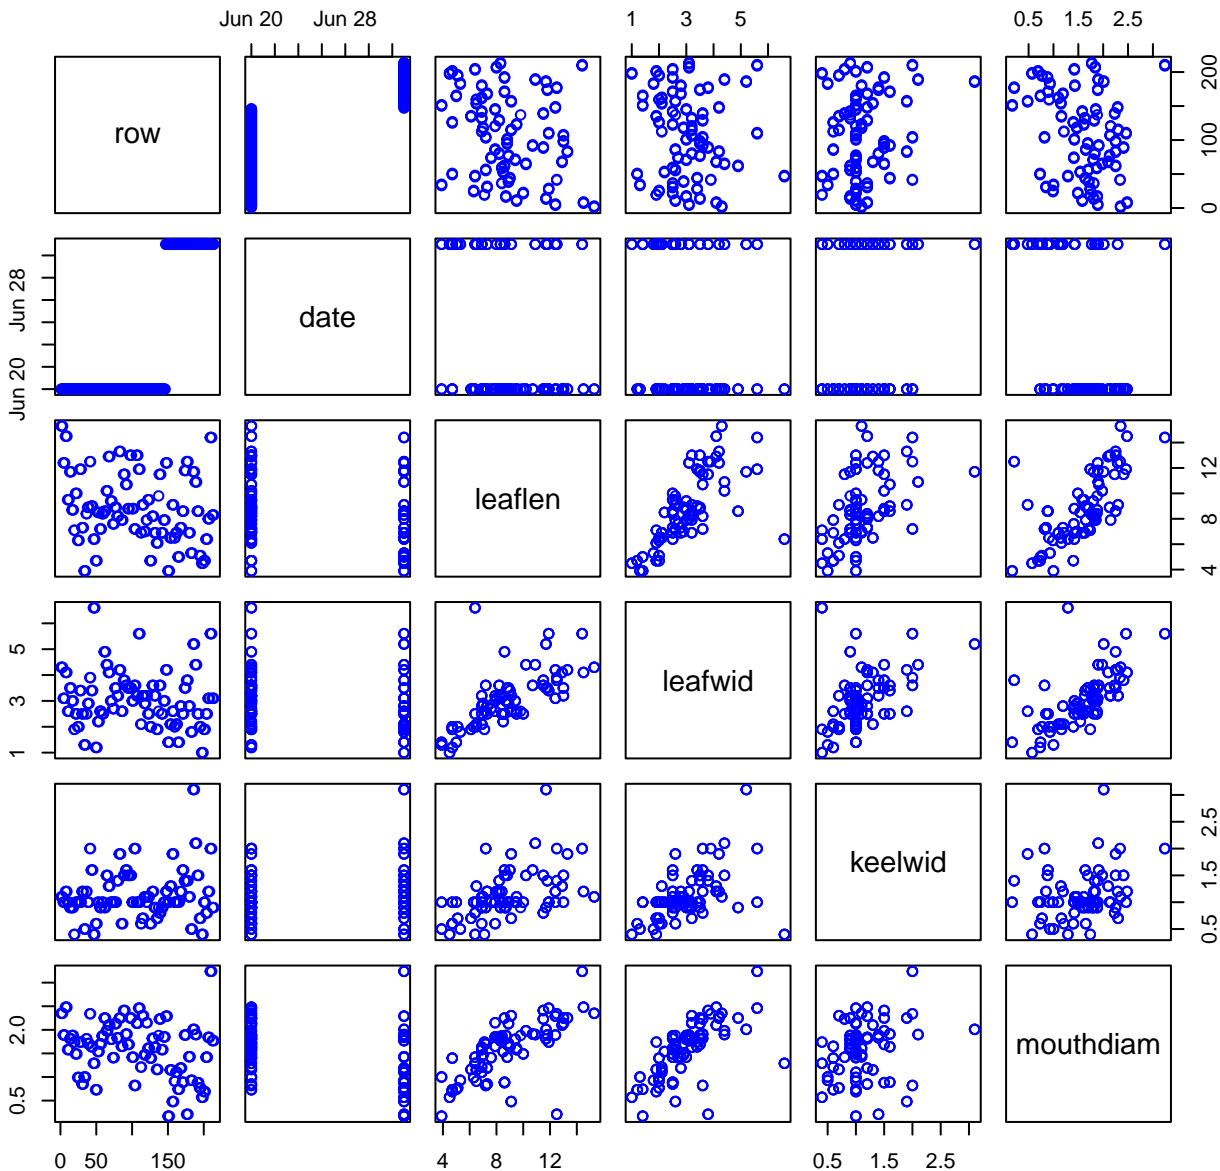 Jun 20 Jun 28 1 3 5 0.5 1.5 2.5
row 0 100 200
Jun 20 Jun 28 date
leaflen 4 8 12
1 3 5 leafwid
keelwid 0.5 1.5 2.5
0.5 2.0 mouthdiam
0 50 150 4 8 12 0.5 1.5 2.5